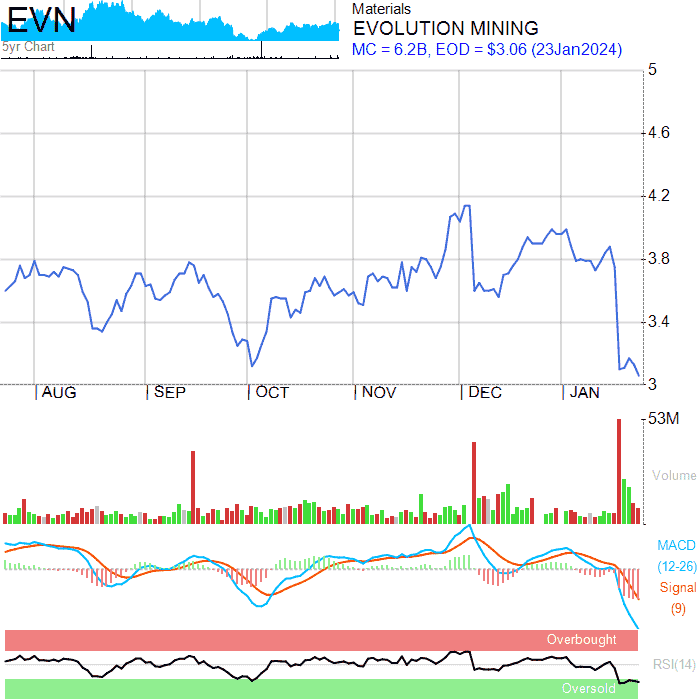 EVN
5yr Chart
Materials
EVOLUTION MINING
MC = 6.2B, EOD = $3.06 (23Jan2024)
5
4.6
4.2
3.8
3.4
3
AUG SEP OCT NOV DEC JAN
53M
Volume
MACD
(12-26)
Signal
(9)
Overbought
RSI(14)
Oversold